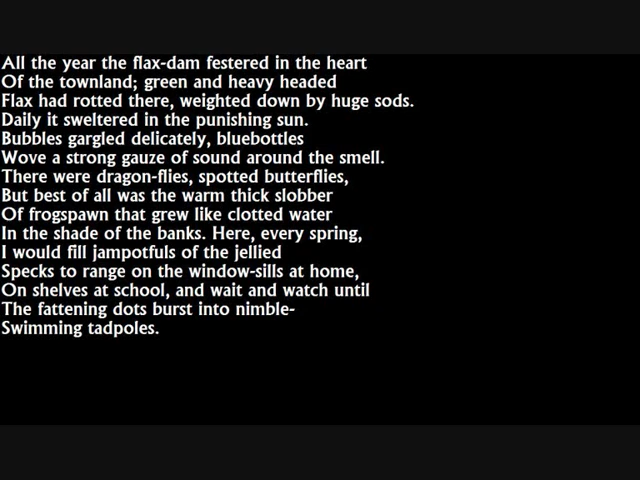 All the year the flax-dam festered in the heart
Of the townland; green and heavy headed
Flax had rotted there, weighted down by huge sods.
Daily it sweltered in the punishing sun.
Bubbles gargled delicately, bluebottles
Wove a strong gauze of sound around the smell.
There were dragon-flies, spotted butterflies,
But best of all was the warm thick slobber
Of frogspawn that grew like clotted water
In the shade of the banks. Here, every spring,
I would fill jampotfuls of the jellied
Specks to range on the window-sills at home,
On shelves at school, and wait and watch until
The fattening dots burst into nimble-
Swimming tadpoles.